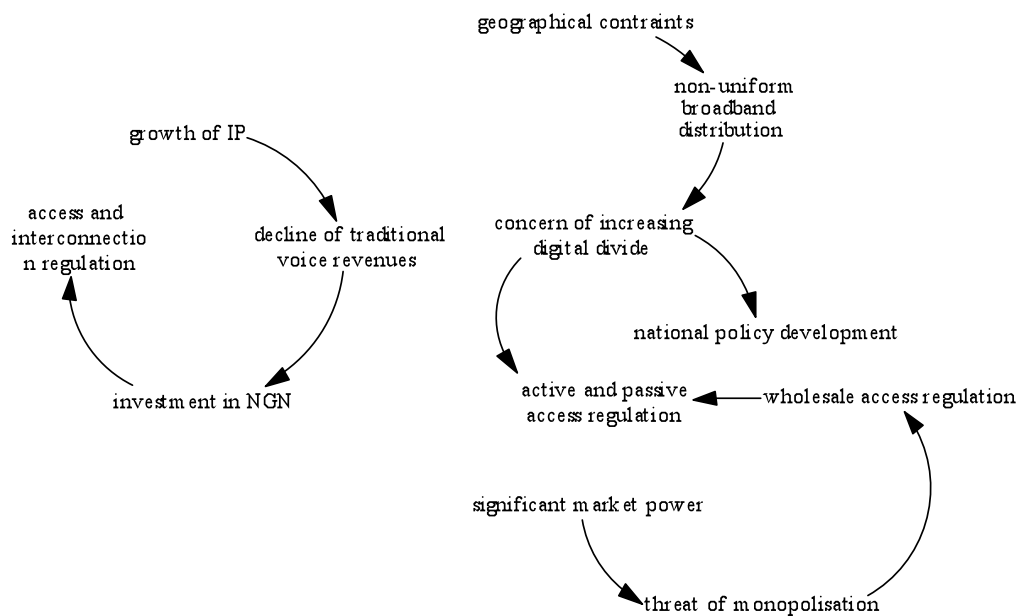 geographical contraints
non-uniform
broadband
distribution
growth of IP
access and
interconnectio
n regulation
decline of traditional
voice revenues
concern of increasing
digital divide
national policy development
investment in NGN
active and passive
access regulation
wholesale access regulation
significant market power
threat of monopolisation